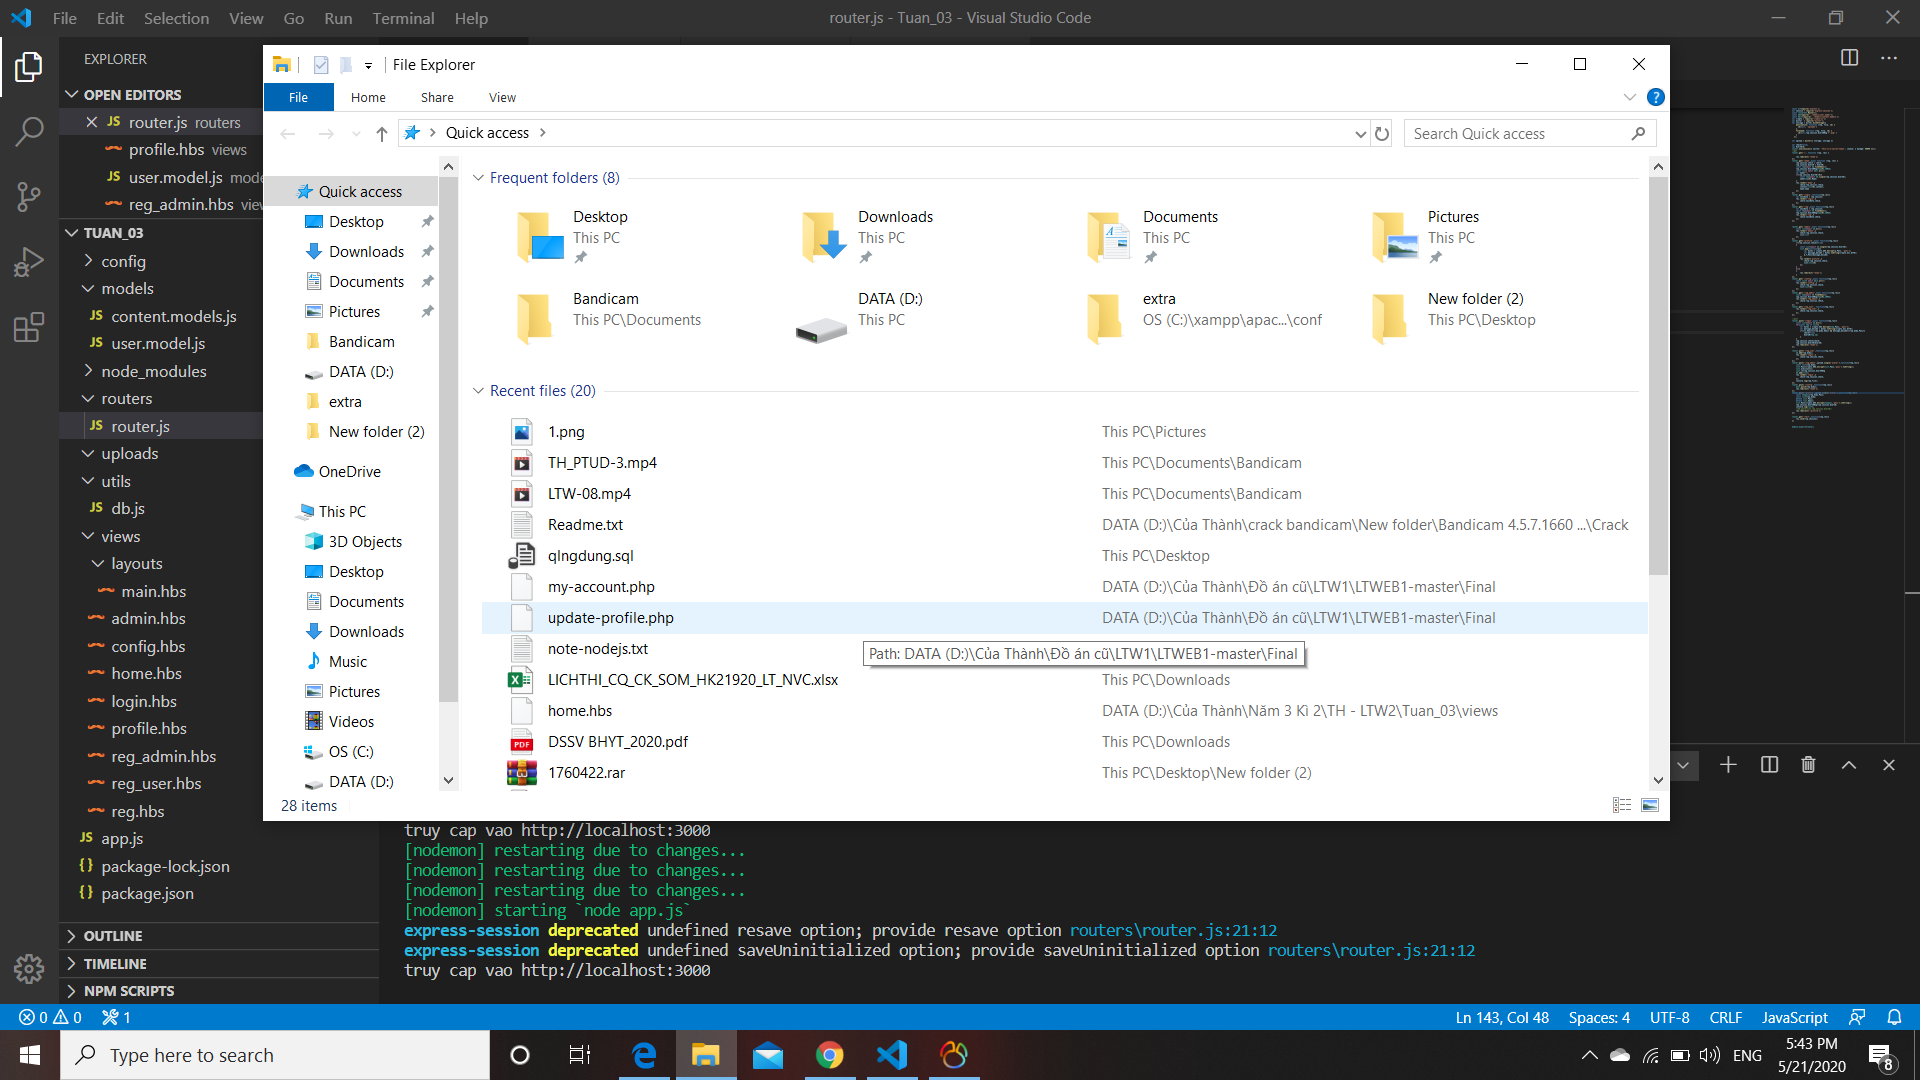 File Edit Selection View Go Run Terminal Help
router.js - Tuan_03 - Visual Studio Code
EXPLORER
OPEN EDITORS
router.js routers
profile.hbs views
user.model.js mode
reg_admin.hbs view
TUAN_03
config
models
content.models.js
user.model.js
node_modules
routers
router.js
uploads
utils
db.js
views
layouts
main.hbs
admin.hbs
config.hbs
home.hbs
login.hbs
profile.hbs
reg_admin.hbs
reg_user.hbs
reg.hbs
app.js
package-lock.json
package.json
OUTLINE
TIMELINE
NPM SCRIPTS
File Explorer
File Home Share View
Quick access
Search Quick access
Quick access
Desktop
Downloads
Documents
Pictures
Bandicam
DATA (D:)
extra
New folder (2)
OneDrive
This PC
3D Objects
Desktop
Documents
Downloads
Music
Pictures
Videos
OS (C:)
DATA (D:)
Frequent folders (8)
Desktop
This PC
Downloads
This PC
Documents
This PC
Pictures
This PC
Bandicam
This PC\Documents
DATA (D:)
This PC
extra
OS (C:)\xampp\apac...\conf
New folder (2)
This PC\Desktop
Recent files (20)
1.png This PC\Pictures
TH_PTUD-3.mp4 This PC\Documents\Bandicam
LTW-08.mp4 This PC\Documents\Bandicam
Readme.txt DATA (D:)\Của Thành\crack bandicam\New folder\Bandicam 4.5.7.1660 ...\Crack
qlngdung.sql This PC\Desktop
my-account.php DATA (D:)\Của Thành\Đồ án cũ\LTW1\LTWEB1-master\Final
update-profile.php DATA (D:)\Của Thành\Đồ án cũ\LTW1\LTWEB1-master\Final
note-nodejs.txt
Path: DATA (D:)\Của Thành\Đồ án cũ\LTW1\LTWEB1-master\Final
LICHTHI_CQ_CK_SOM_HK21920_LT_NVC.xlsx This PC\Downloads
home.hbs DATA (D:)\Của Thành\Năm 3 Kì 2\TH - LTW2\Tuan_03\views
DSSV BHYT_2020.pdf This PC\Downloads
1760422.rar This PC\Desktop\New folder (2)
28 items
truy cap vao http://localhost:3000
[nodemon] restarting due to changes...
[nodemon] restarting due to changes...
[nodemon] restarting due to changes...
[nodemon] starting `node app.js`
express-session deprecated undefined resave option; provide resave option routers\router.js:21:12
express-session deprecated undefined saveUninitialized option; provide saveUninitialized option routers\router.js:21:12
truy cap vao http://localhost:3000
0 0 1
Ln 143, Col 48 Spaces: 4 UTF-8 CRLF JavaScript
Type here to search
ENG
5:43 PM
5/21/2020
8